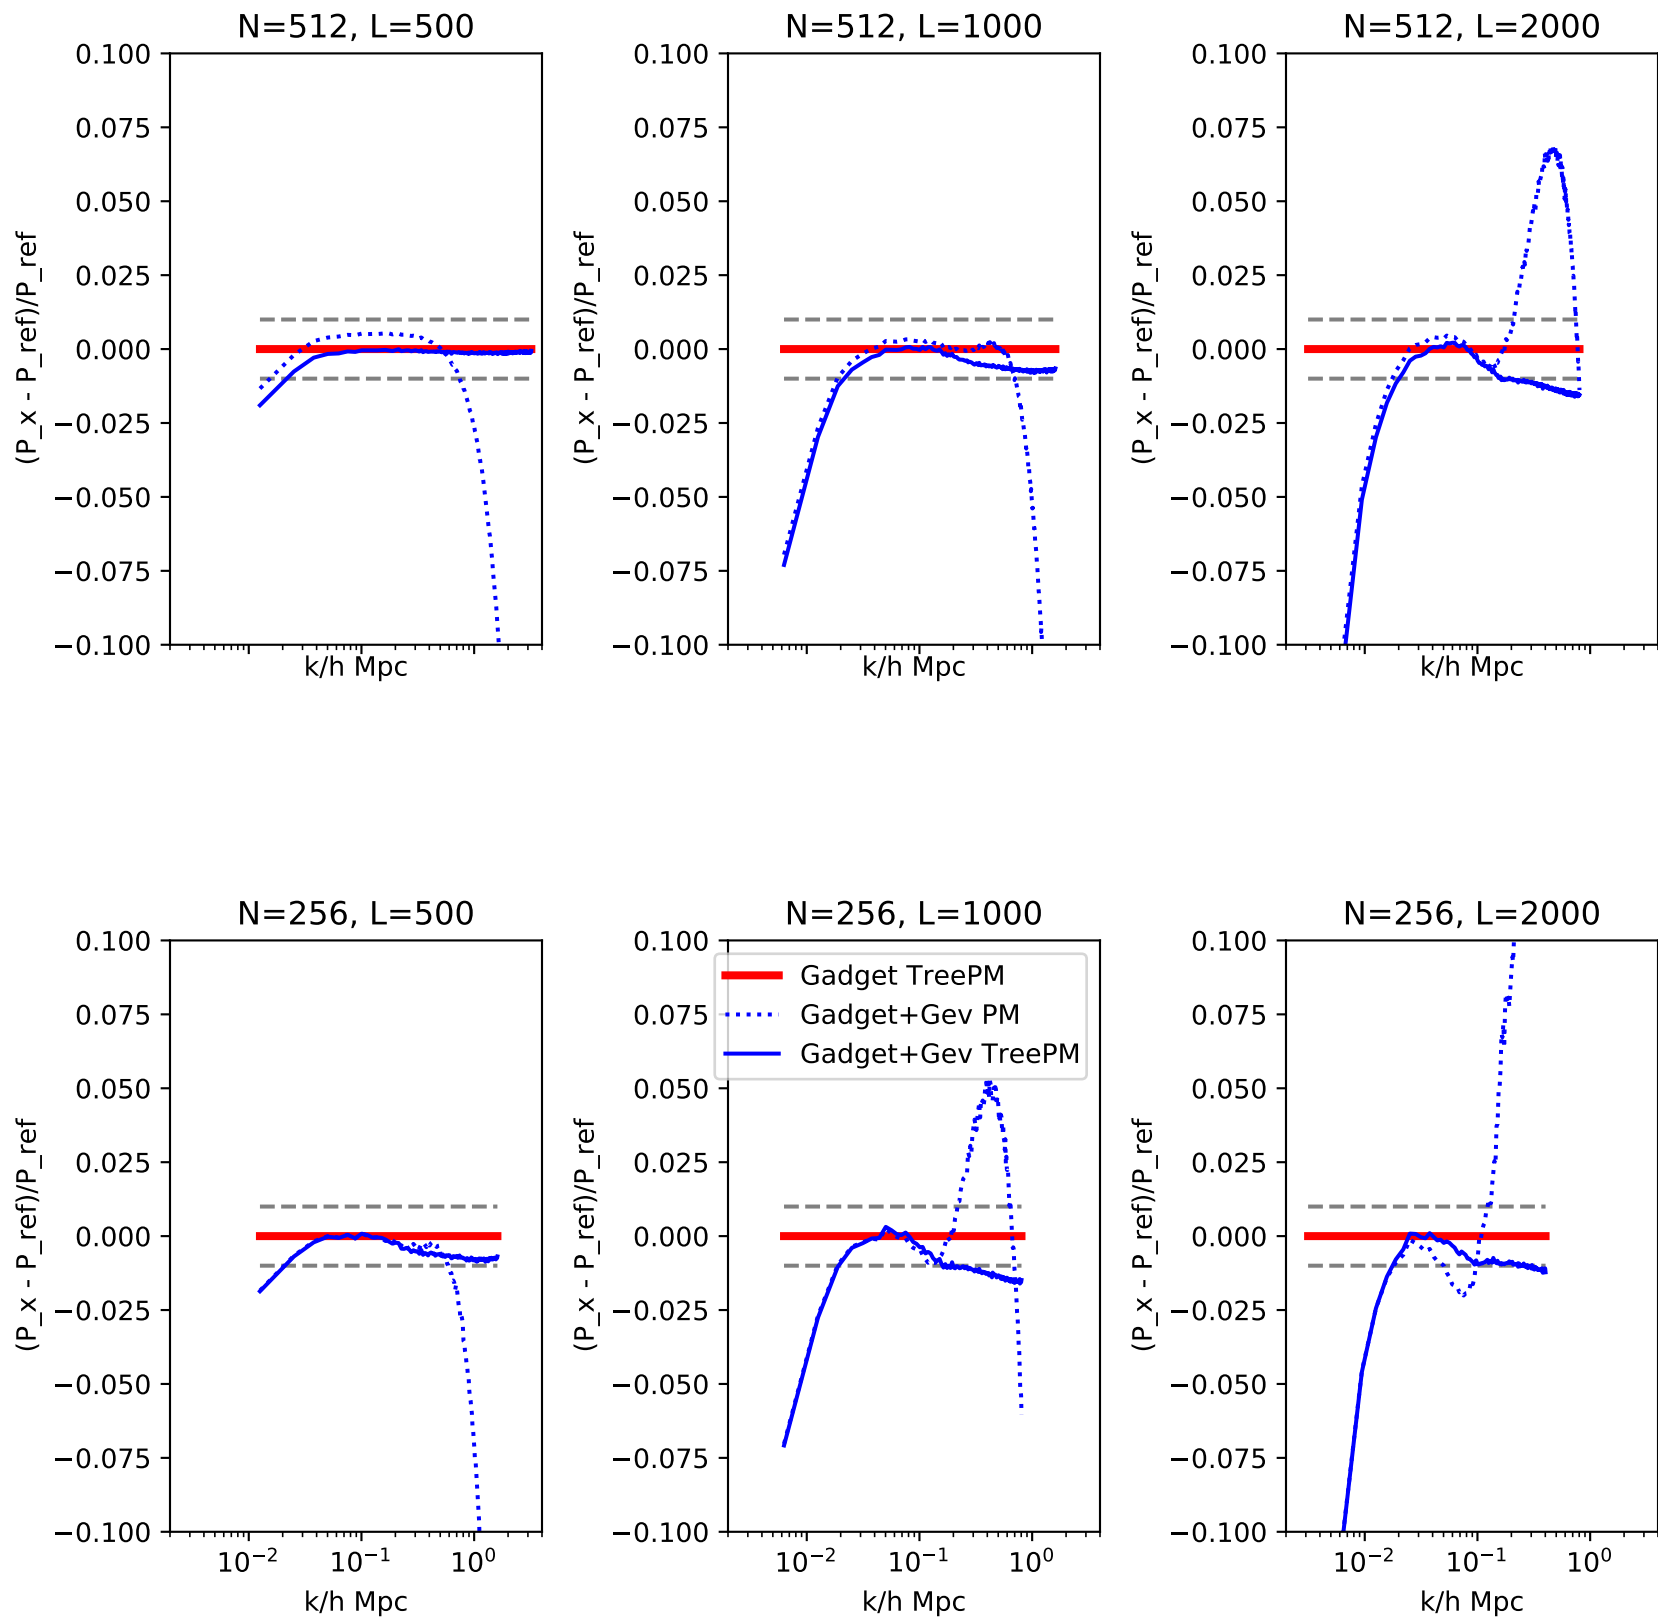 N=512, L=500
N=512, L=1000
N=512, L=2000
0.100
0.075
0.050
0.025
0.000
−0.025
−0.050
−0.075
−0.100
(P_x - P_ref)/P_ref
k/h Mpc
0.100
0.075
0.050
0.025
0.000
−0.025
−0.050
−0.075
−0.100
(P_x - P_ref)/P_ref
k/h Mpc
0.100
0.075
0.050
0.025
0.000
−0.025
−0.050
−0.075
−0.100
(P_x - P_ref)/P_ref
k/h Mpc
N=256, L=500
N=256, L=1000
N=256, L=2000
0.100
0.075
0.050
0.025
0.000
−0.025
−0.050
−0.075
−0.100
(P_x - P_ref)/P_ref
10⁻² 10⁻¹ 10⁰
k/h Mpc
0.100
0.075
0.050
0.025
0.000
−0.025
−0.050
−0.075
−0.100
(P_x - P_ref)/P_ref
Gadget TreePM
Gadget+Gev PM
Gadget+Gev TreePM
10⁻² 10⁻¹ 10⁰
k/h Mpc
0.100
0.075
0.050
0.025
0.000
−0.025
−0.050
−0.075
−0.100
(P_x - P_ref)/P_ref
10⁻² 10⁻¹ 10⁰
k/h Mpc